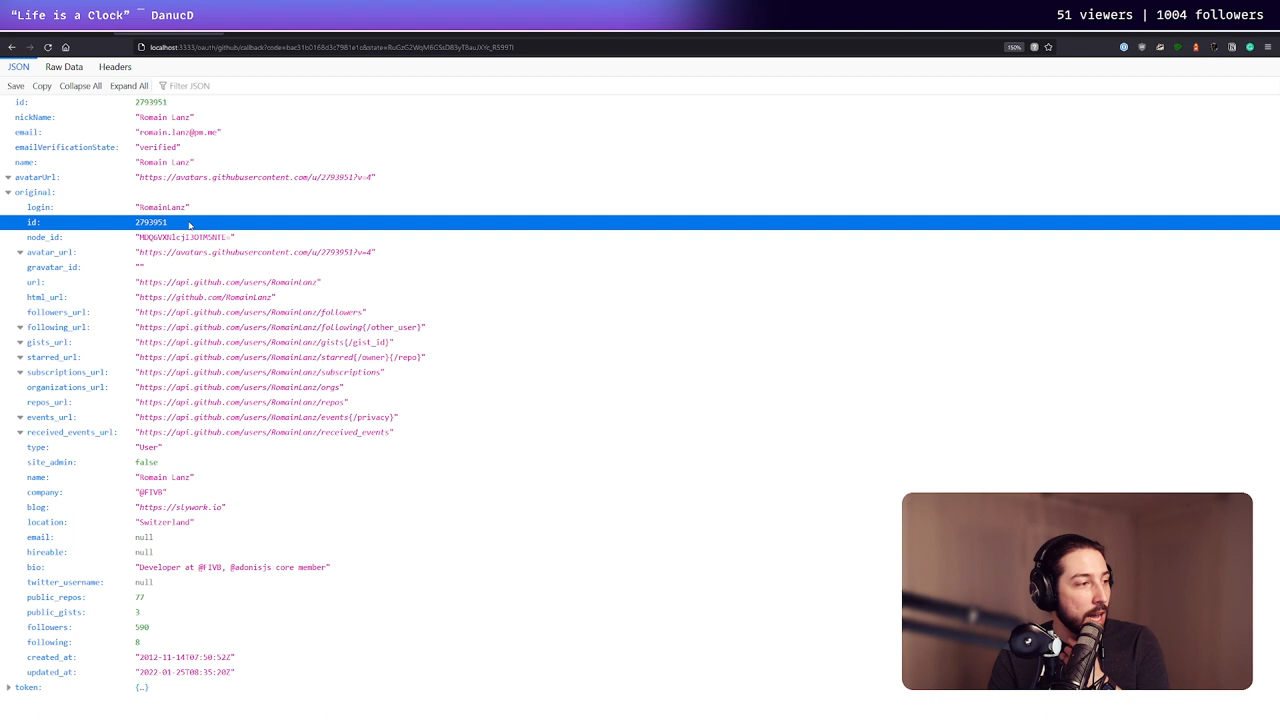 “Life is a Clock” ¯ DanucD
51 viewers | 1004 followers
150%
JSON Raw Data Headers
Save Copy Collapse All Expand All Filter JSON
id: 2793951
nickName: "Romain Lanz"
email: "romain.lanz@pm.me"
emailVerificationState: "verified"
name: "Romain Lanz"
avatarUrl: "https://avatars.githubusercontent.com/u/2793951?v=4"
original:
login: "RomainLanz"
id: 2793951
node_id:
avatar_url: "https://avatars.githubusercontent.com/u/2793951?v=4"
gravatar_id: ""
url: "https://api.github.com/users/RomainLanz"
html_url: "https://github.com/RomainLanz"
followers_url: "https://api.github.com/users/RomainLanz/followers"
following_url: "https://api.github.com/users/RomainLanz/following{/other_user}"
gists_url: "https://api.github.com/users/RomainLanz/gists{/gist_id}"
starred_url: "https://api.github.com/users/RomainLanz/starred{/owner}{/repo}"
subscriptions_url: "https://api.github.com/users/RomainLanz/subscriptions"
organizations_url: "https://api.github.com/users/RomainLanz/orgs"
repos_url: "https://api.github.com/users/RomainLanz/repos"
events_url: "https://api.github.com/users/RomainLanz/events{/privacy}"
received_events_url: "https://api.github.com/users/RomainLanz/received_events"
type: "User"
site_admin: false
name: "Romain Lanz"
company: "@FIVB"
blog: "https://slywork.io"
location: "Switzerland"
email: null
hireable: null
bio: "Developer at @FIVB, @adonisjs core member"
twitter_username: null
public_repos: 77
public_gists: 3
followers: 590
following: 8
created_at: "2012-11-14T07:50:52Z"
updated_at: "2022-01-25T08:35:20Z"
token: {…}